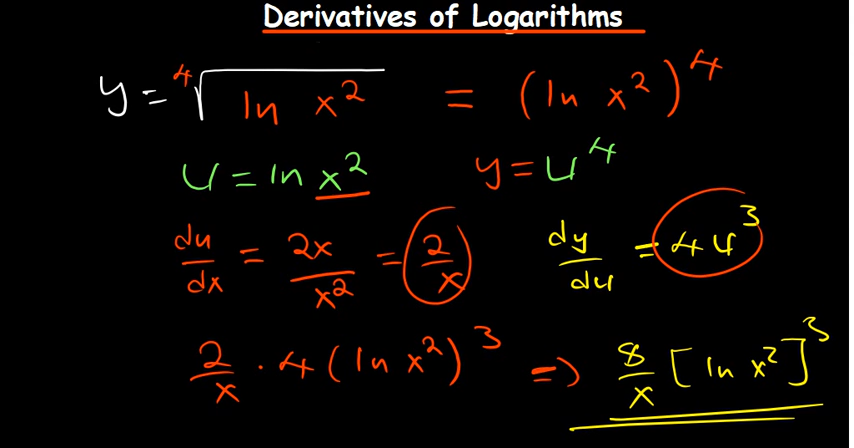 Derivatives of Logarithms
y = ⁴√(ln x²) = (ln x²)⁴
u = ln x² y = u⁴
du/dx = 2x/x² = 2/x dy/du = 4u³
2/x · 4(ln x²)³ ⇒ 8/x [ln x²]³